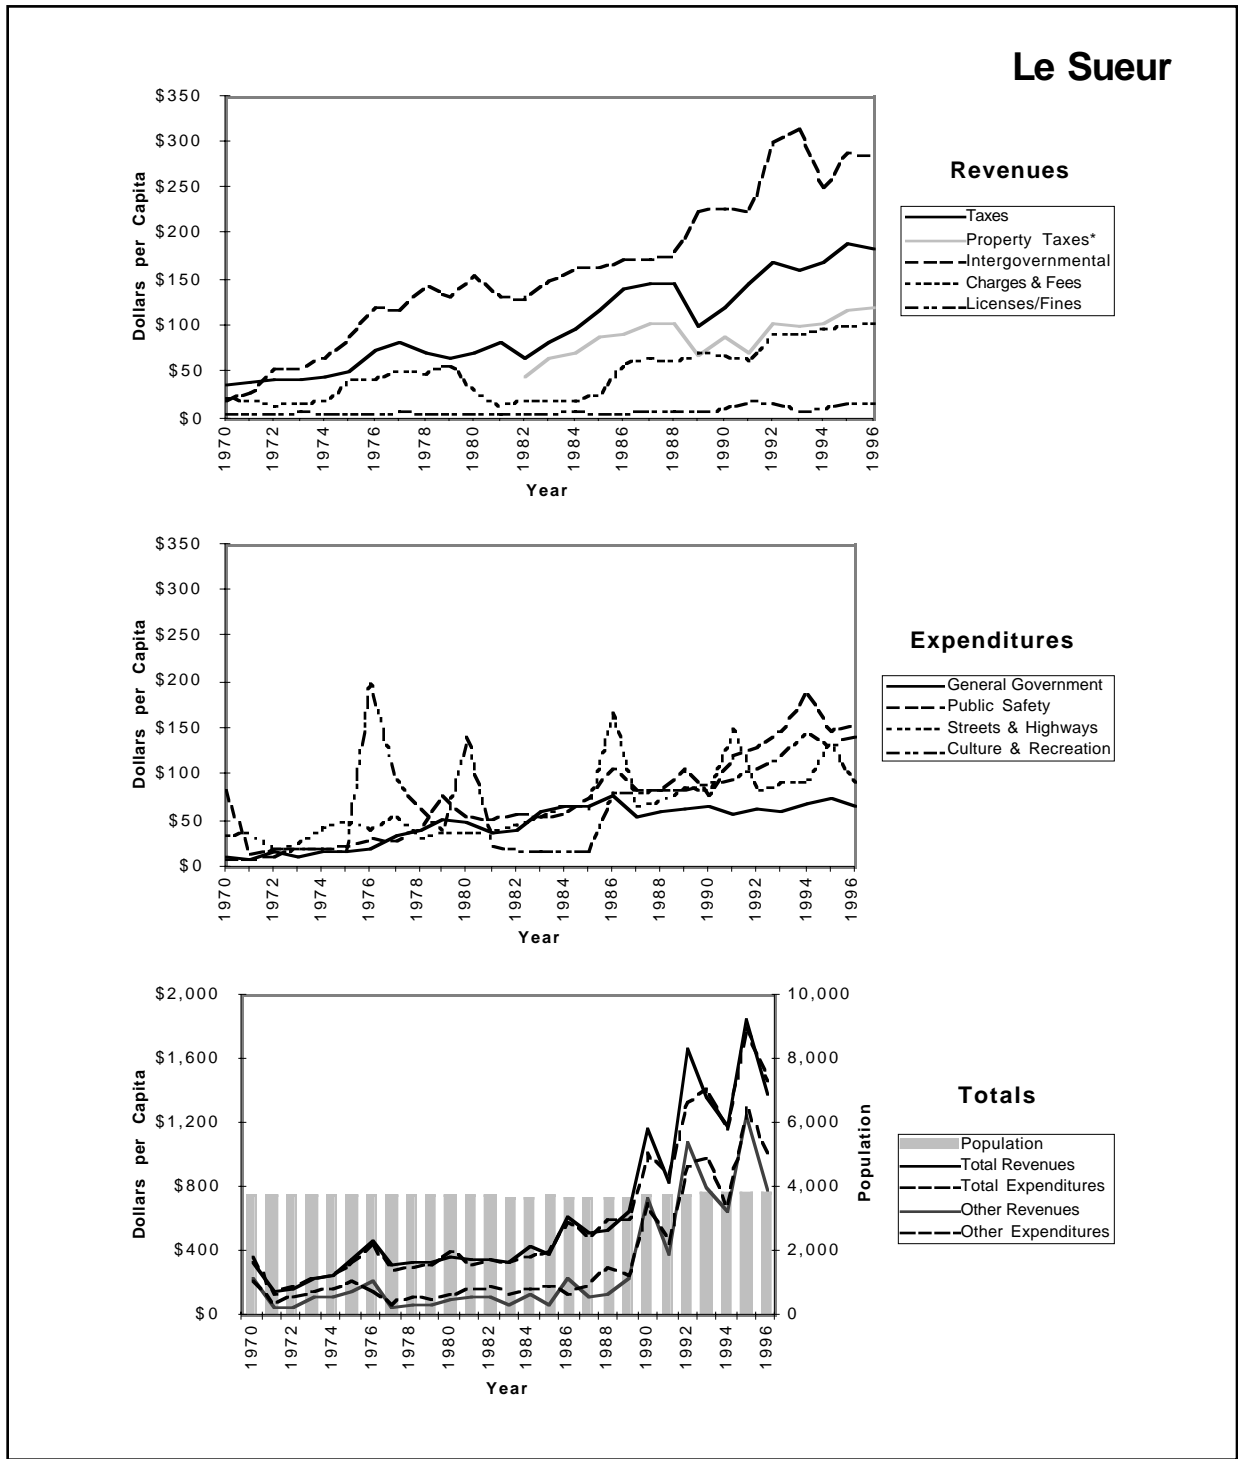 Le Sueur
$350
$300
$250
$200
$150
$100
$50
$0
Dollars per Capita
1970
1972
1974
1976
1978
1980
1982
1984
1986
1988
1990
1992
1994
1996
Year
Revenues
Taxes
Property Taxes*
Intergovernmental
Charges & Fees
Licenses/Fines
$350
$300
$250
$200
$150
$100
$50
$0
Dollars per Capita
1970
1972
1974
1976
1978
1980
1982
1984
1986
1988
1990
1992
1994
1996
Year
Expenditures
General Government
Public Safety
Streets & Highways
Culture & Recreation
$2,000
$1,600
$1,200
$800
$400
$0
Dollars per Capita
10,000
8,000
6,000
4,000
2,000
0
Population
1970
1972
1974
1976
1978
1980
1982
1984
1986
1988
1990
1992
1994
1996
Year
Totals
Population
Total Revenues
Total Expenditures
Other Revenues
Other Expenditures